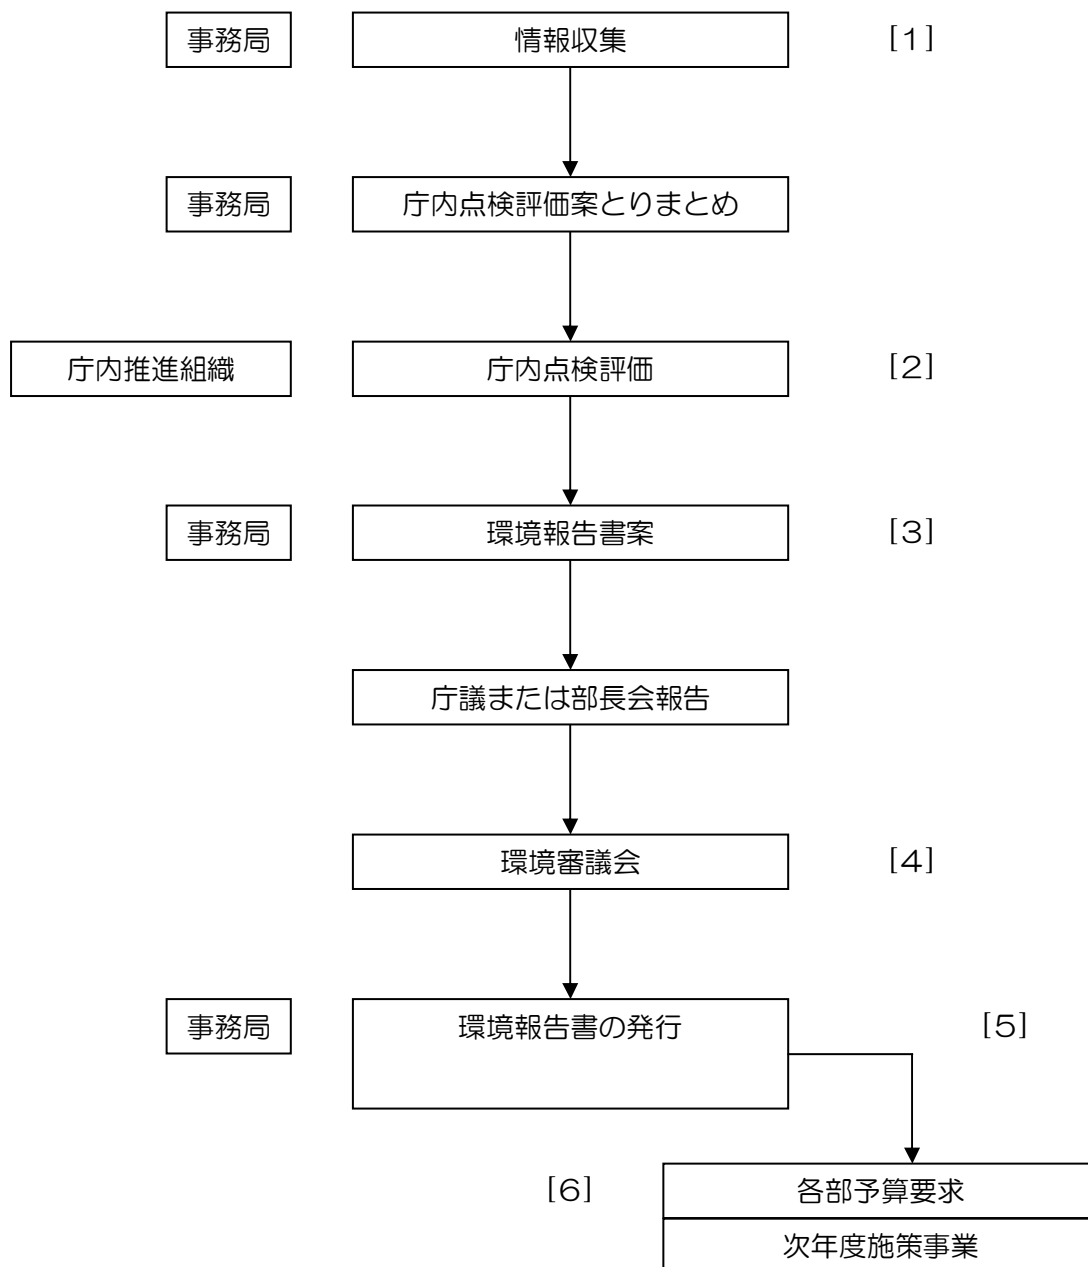 事務局 情報収集 [1]
事務局 庁内点検評価案とりまとめ
庁内推進組織 庁内点検評価 [2]
事務局 環境報告書案 [3]
庁議または部長会報告
環境審議会 [4]
事務局 環境報告書の発行 [5]
[6] 各部予算要求
次年度施策事業